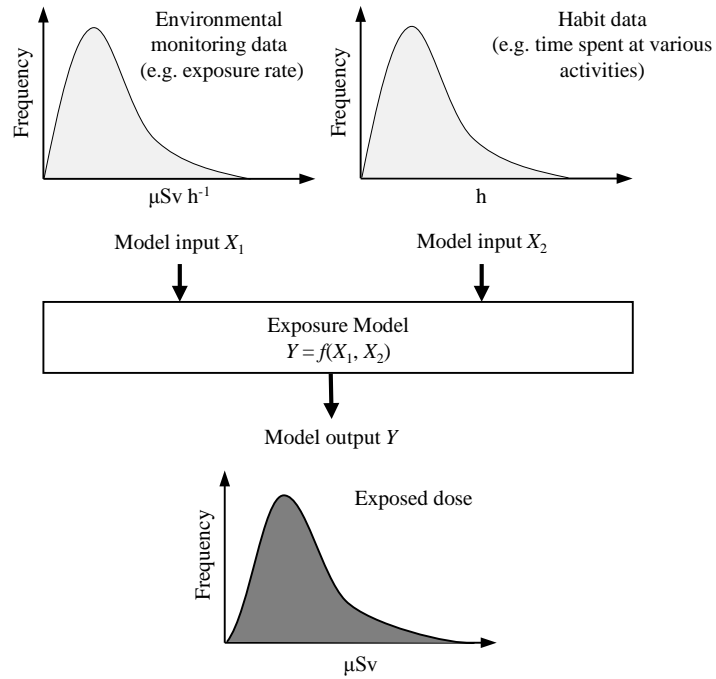 Environmental
monitoring data
(e.g. exposure rate)
Frequency
μSv h-1
Habit data
(e.g. time spent at various
activities)
Frequency
h
Model input X1
Model input X2
Exposure Model
Y = f(X1, X2)
Model output Y
Exposed dose
Frequency
μSv